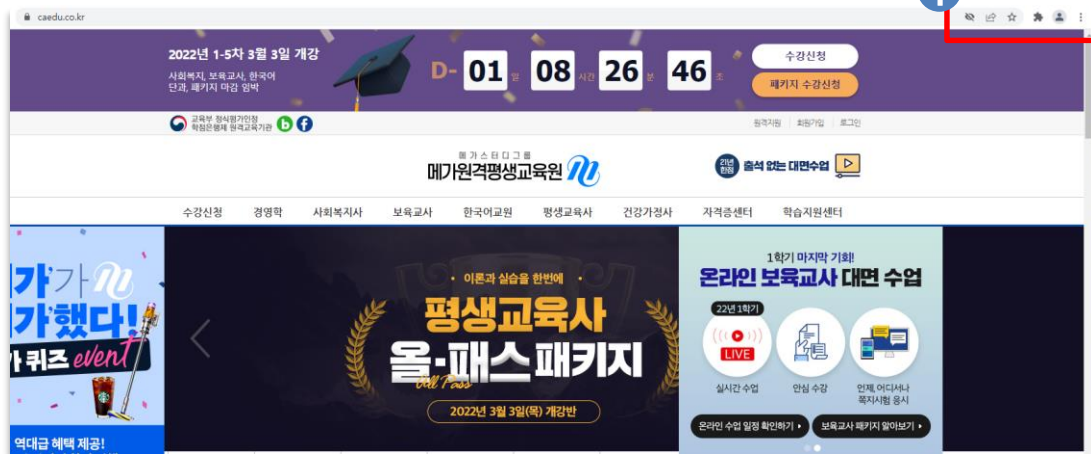 caedu.co.kr
2022년 1-5차 3월 3일 개강
사회복지, 보육교사, 한국어
단과, 패키지 마감 임박
D- 01 일 08 시간 26 분 46 초
수강신청
패키지 수강신청
교육부 정식평가인정
학점은행제 원격교육기관
b f
원격지원 회원가입 로그인
메가스터디그룹
메가원격평생교육원
21년 한정 출석 없는 대면수업
수강신청 경영학 사회복지사 보육교사 한국어교원 평생교육사 건강가정사 자격증센터 학습지원센터
가 했다!
퀴즈 event
역대급 혜택 제공!
이론과 실습을 한번에
평생교육사
올·패스 패키지
All Pass
2022년 3월 3일(목) 개강반
1학기 마지막 기회!
온라인 보육교사 대면 수업
22년 1학기
LIVE
실시간 수업
안심 수강
언제, 어디서나
쪽지시험 응시
온라인 수업 일정 확인하기
보육교사 패키지 알아보기